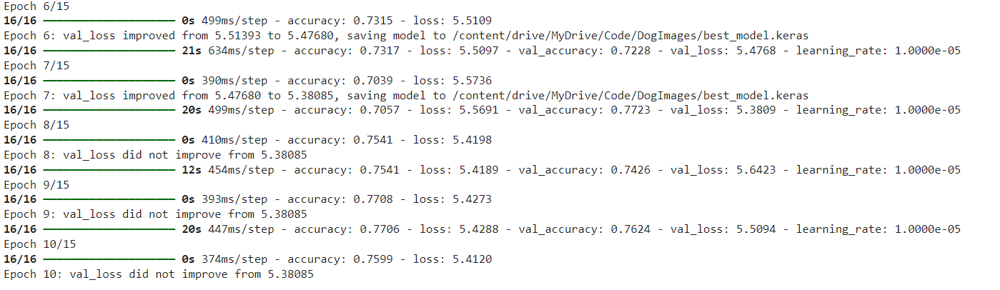 Epoch 6/15
16/16 ━━━━━━━━━━━━━━━━━━━━ 0s 499ms/step - accuracy: 0.7315 - loss: 5.5109
Epoch 6: val_loss improved from 5.51393 to 5.47680, saving model to /content/drive/MyDrive/Code/DogImages/best_model.keras
16/16 ━━━━━━━━━━━━━━━━━━━━ 21s 634ms/step - accuracy: 0.7317 - loss: 5.5097 - val_accuracy: 0.7228 - val_loss: 5.4768 - learning_rate: 1.0000e-05
Epoch 7/15
16/16 ━━━━━━━━━━━━━━━━━━━━ 0s 390ms/step - accuracy: 0.7039 - loss: 5.5736
Epoch 7: val_loss improved from 5.47680 to 5.38085, saving model to /content/drive/MyDrive/Code/DogImages/best_model.keras
16/16 ━━━━━━━━━━━━━━━━━━━━ 20s 499ms/step - accuracy: 0.7057 - loss: 5.5691 - val_accuracy: 0.7723 - val_loss: 5.3809 - learning_rate: 1.0000e-05
Epoch 8/15
16/16 ━━━━━━━━━━━━━━━━━━━━ 0s 410ms/step - accuracy: 0.7541 - loss: 5.4198
Epoch 8: val_loss did not improve from 5.38085
16/16 ━━━━━━━━━━━━━━━━━━━━ 12s 454ms/step - accuracy: 0.7541 - loss: 5.4189 - val_accuracy: 0.7426 - val_loss: 5.6423 - learning_rate: 1.0000e-05
Epoch 9/15
16/16 ━━━━━━━━━━━━━━━━━━━━ 0s 393ms/step - accuracy: 0.7708 - loss: 5.4273
Epoch 9: val_loss did not improve from 5.38085
16/16 ━━━━━━━━━━━━━━━━━━━━ 20s 447ms/step - accuracy: 0.7706 - loss: 5.4288 - val_accuracy: 0.7624 - val_loss: 5.5094 - learning_rate: 1.0000e-05
Epoch 10/15
16/16 ━━━━━━━━━━━━━━━━━━━━ 0s 374ms/step - accuracy: 0.7599 - loss: 5.4120
Epoch 10: val_loss did not improve from 5.38085